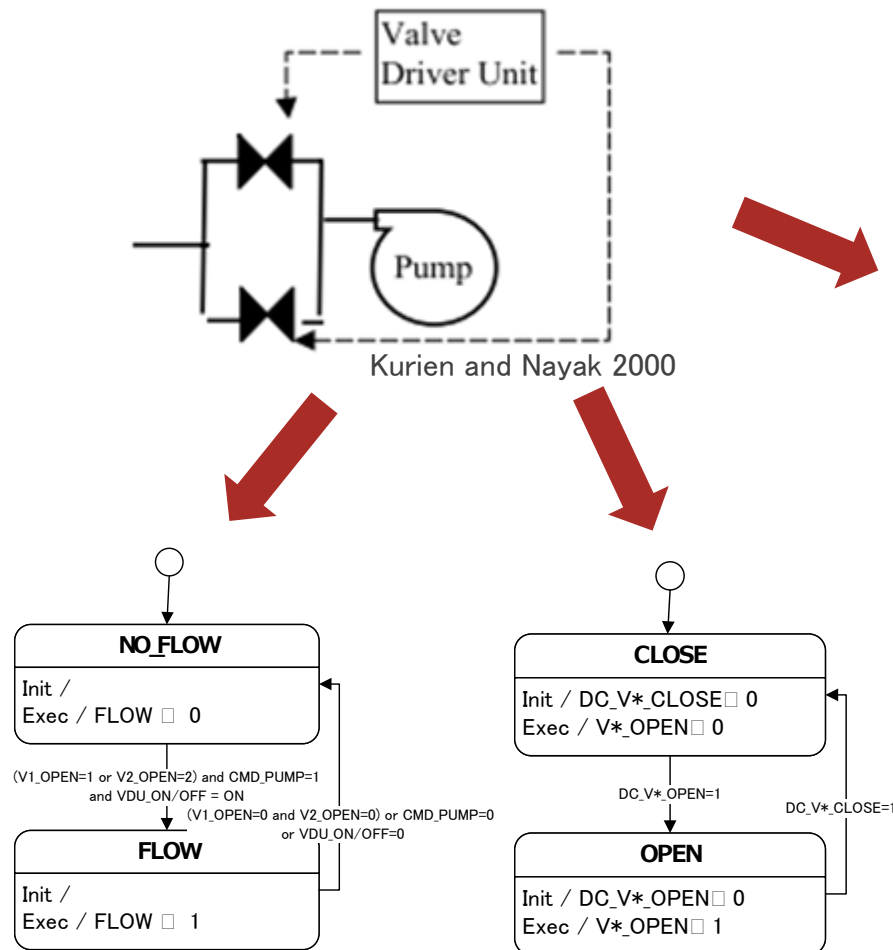 Valve
Driver Unit
Pump
Kurien and Nayak 2000
NO_FLOW
Init /
Exec / FLOW □ 0
(V1_OPEN=1 or V2_OPEN=2) and CMD_PUMP=1
and VDU_ON/OFF = ON
(V1_OPEN=0 and V2_OPEN=0) or CMD_PUMP=0
or VDU_ON/OFF=0
FLOW
Init /
Exec / FLOW □ 1
CLOSE
Init / DC_V*_CLOSE□ 0
Exec / V*_OPEN□ 0
DC_V*_OPEN=1
DC_V*_CLOSE=1
OPEN
Init / DC_V*_OPEN□ 0
Exec / V*_OPEN□ 1